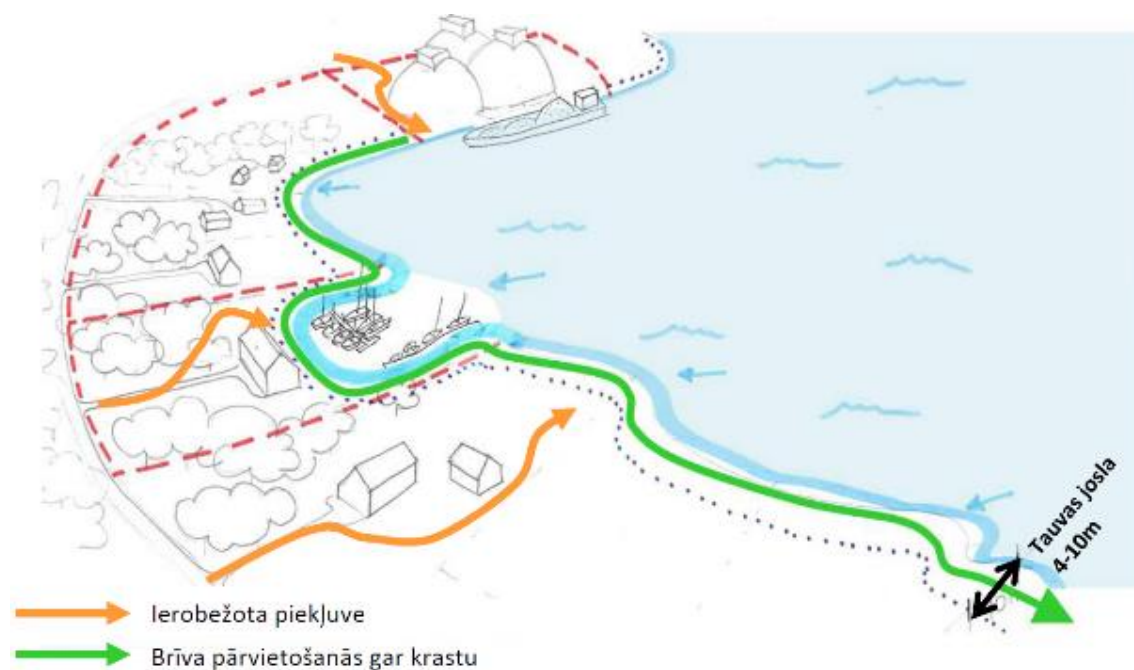 Tauvas josla
4-10m
Ierobežota piekļuve
Brīva pārvietošanās gar krastu